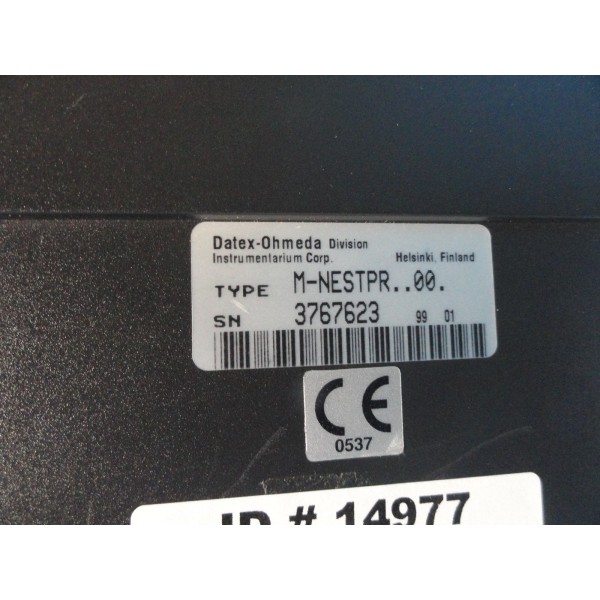 Datex-Ohmeda Division
Instrumentarium Corp. Helsinki, Finland
TYPE M-NESTPR..00.
SN 3767623 99 01
CE
0537
ID # 14977